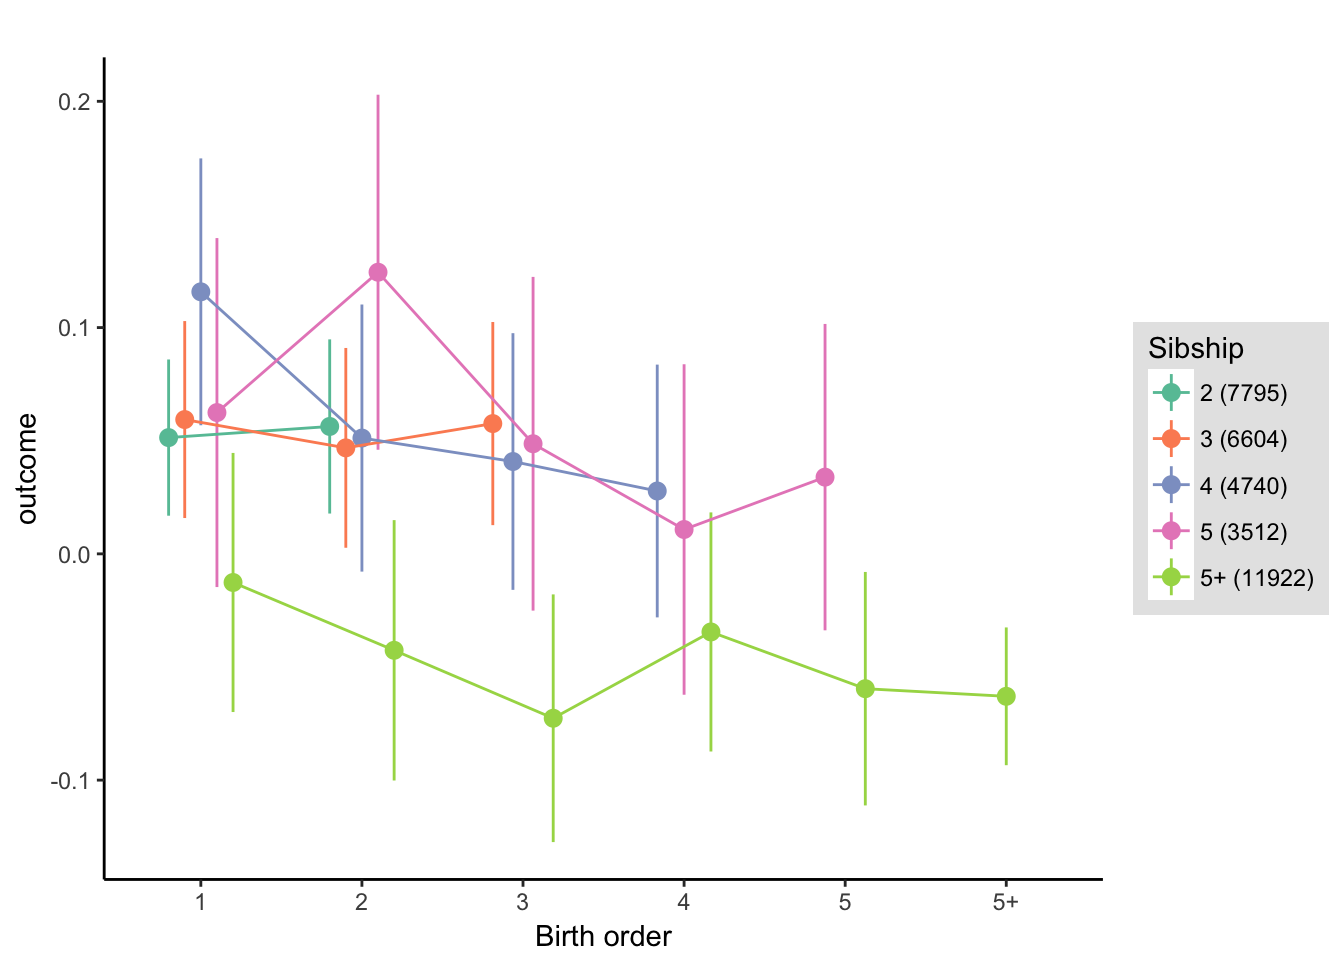 0.2
0.1
0.0
-0.1
outcome
1 2 3 4 5 5+
Birth order
Sibship
2 (7795)
3 (6604)
4 (4740)
5 (3512)
5+ (11922)